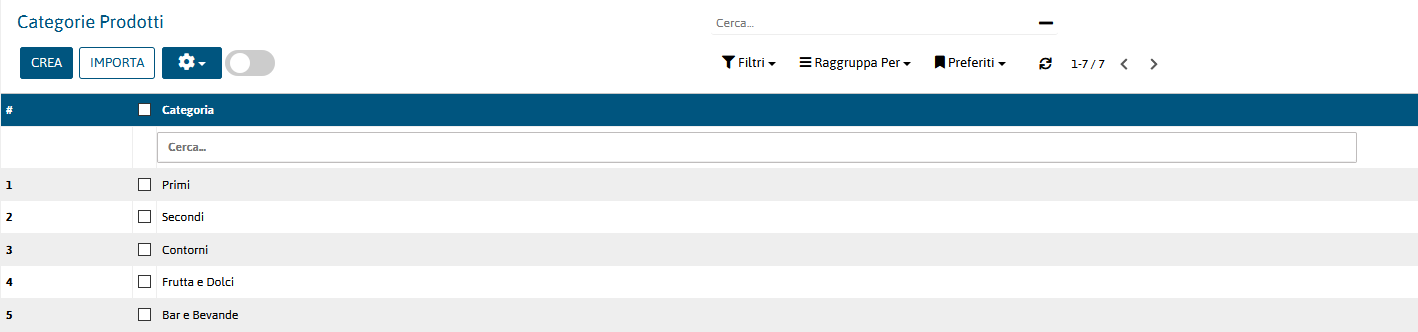 Categorie Prodotti
Cerca...
CREA IMPORTA
Filtri Raggruppa Per Preferiti 1-7 / 7
# Categoria
Cerca...
1 Primi
2 Secondi
3 Contorni
4 Frutta e Dolci
5 Bar e Bevande